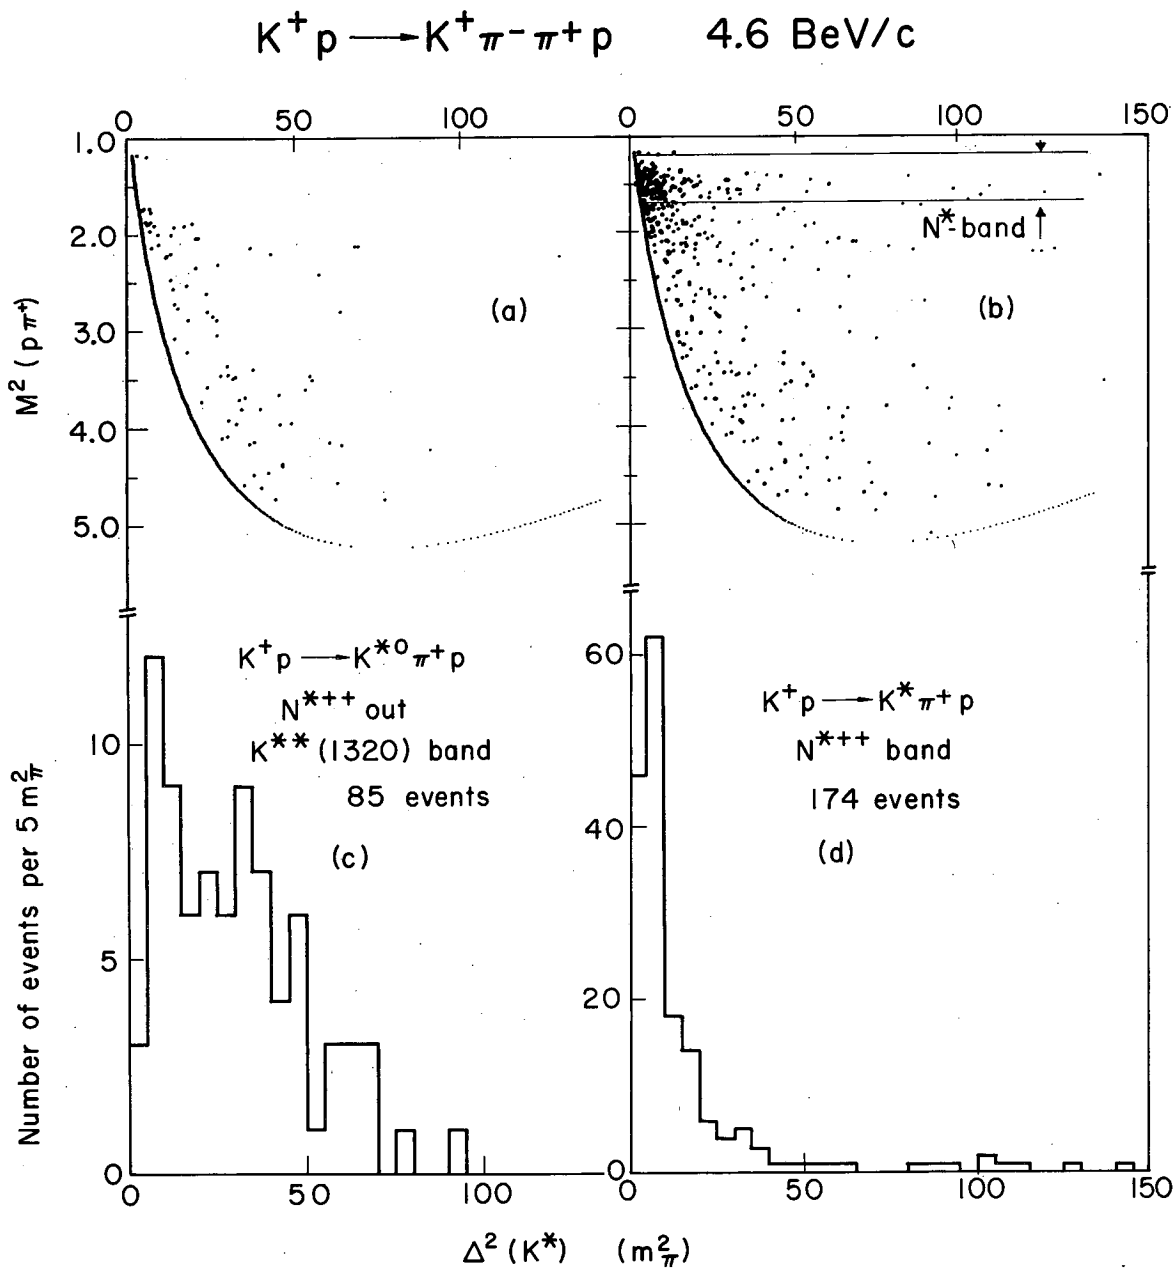 K⁺p ⟶ K⁺π⁻π⁺p 4.6 BeV/c
0 50 100
0 50 100 150
1.0
2.0
3.0
4.0
5.0
M² (pπ⁺)
(a)
N*-band
(b)
K⁺p ⟶ K*⁰π⁺p
N*⁺⁺ out
K**(1320) band
85 events
(c)
10
5
0
Number of events per 5m²π
K⁺p ⟶ K*π⁺p
N*⁺⁺ band
174 events
(d)
60
40
20
0
0 50 100
0 50 100 150
Δ² (K*) (m²π)